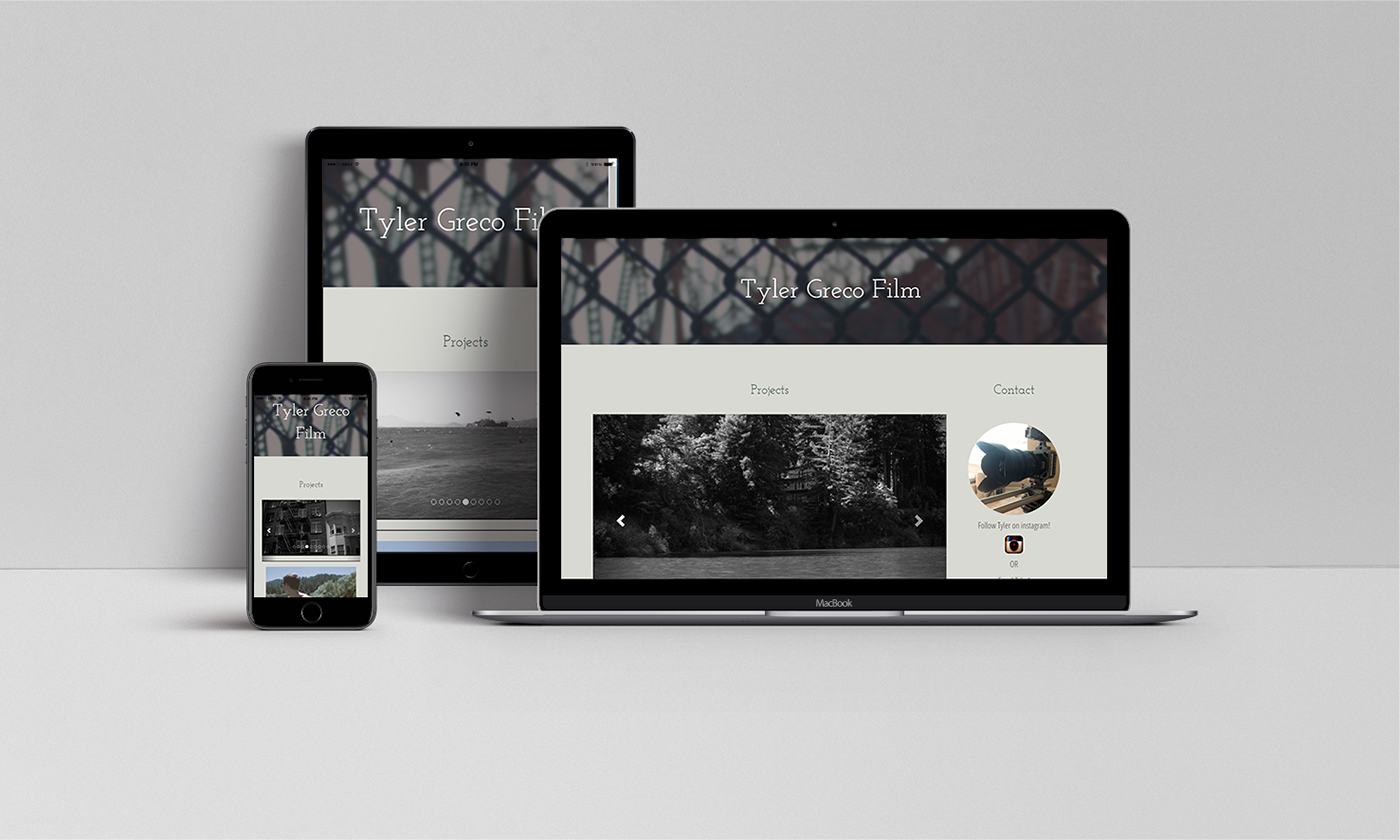 Tyler Greco Fil
Projects
Tyler Greco
Film
Projects
Tyler Greco Film
Projects
Contact
Follow Tyler on instagram!
OR
MacBook